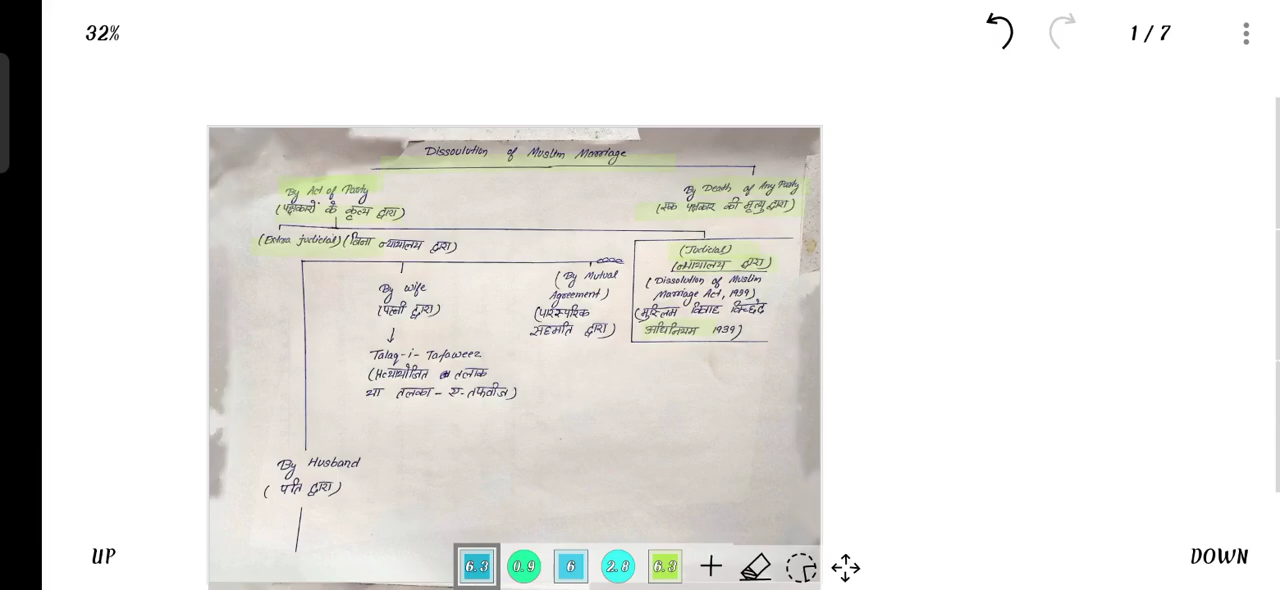 32%
1 / 7
Dissoulution of Muslim Marriage
By Act of Party
(पक्षकारों के कृत्य द्वारा)
By Death of Any Party
(एक पक्षकार की मृत्यु द्वारा)
(Extra judicial) (बिना न्यायालय द्वारा)
(Judicial)
(न्यायालय द्वारा)
(Dissolution of Muslim
Marriage Act, 1939)
(मुस्लिम विवाह विच्छेद
अधिनियम 1939)
By Wife
(पत्नी द्वारा)
(By Mutual
Agreement)
(पारस्परिक
सहमति द्वारा)
Talaq-i-Tafaweez
तलाक
या तलका-ए-तफवीज)
By Husband
(पति द्वारा)
UP
6.3
0.9
6
2.8
6.3
DOWN